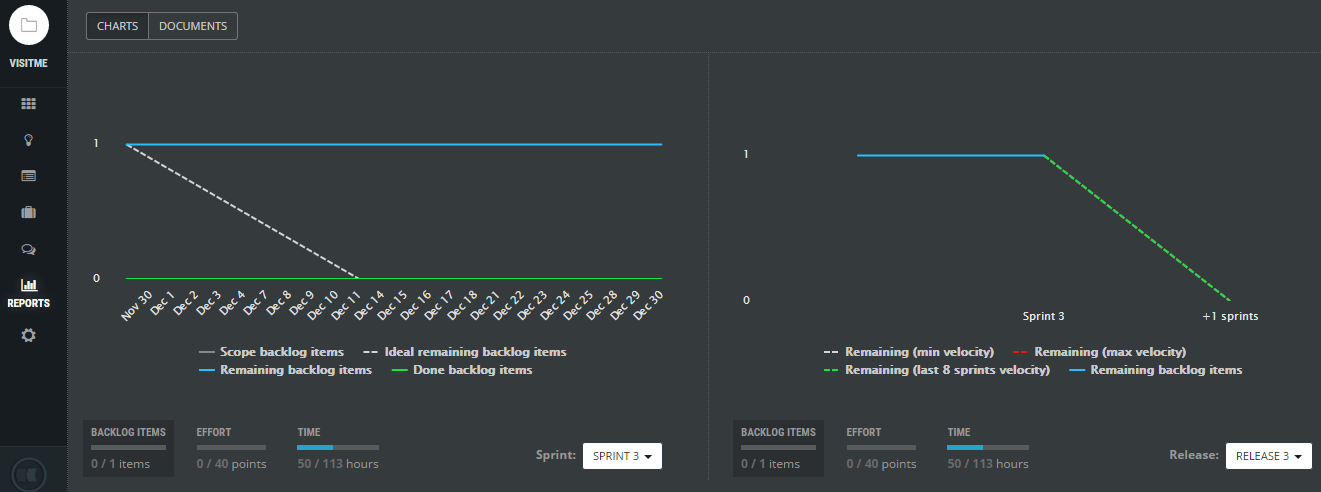 CHARTS DOCUMENTS
VISITME
REPORTS
1
0
Nov 30 Dec 1 Dec 2 Dec 3 Dec 4 Dec 7 Dec 8 Dec 9 Dec 10 Dec 11 Dec 14 Dec 15 Dec 16 Dec 17 Dec 18 Dec 21 Dec 22 Dec 23 Dec 24 Dec 25 Dec 28 Dec 29 Dec 30
Scope backlog items Ideal remaining backlog items
Remaining backlog items Done backlog items
BACKLOG ITEMS EFFORT TIME
0 / 1 items 0 / 40 points 50 / 113 hours
Sprint: SPRINT 3
1
0
Sprint 3 +1 sprints
Remaining (min velocity) Remaining (max velocity)
Remaining (last 8 sprints velocity) Remaining backlog items
BACKLOG ITEMS EFFORT TIME
0 / 1 items 0 / 40 points 50 / 113 hours
Release: RELEASE 3